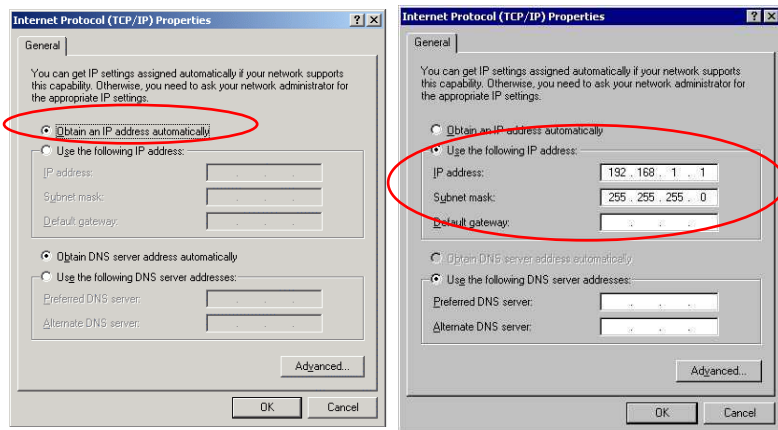 Internet Protocol (TCP/IP) Properties
General
You can get IP settings assigned automatically if your network supports
this capability. Otherwise, you need to ask your network administrator for
the appropriate IP settings.
Obtain an IP address automatically
Use the following IP address:
IP address:
Subnet mask:
Default gateway:
Obtain DNS server address automatically
Use the following DNS server addresses:
Preferred DNS server:
Alternate DNS server:
Advanced...
OK Cancel
Internet Protocol (TCP/IP) Properties
General
You can get IP settings assigned automatically if your network supports
this capability. Otherwise, you need to ask your network administrator for
the appropriate IP settings.
Obtain an IP address automatically
Use the following IP address:
IP address: 192 . 168 . 1 . 1
Subnet mask: 255 . 255 . 255 . 0
Default gateway: . . .
Obtain DNS server address automatically
Use the following DNS server addresses:
Preferred DNS server: . . .
Alternate DNS server: . . .
Advanced...
OK Cancel